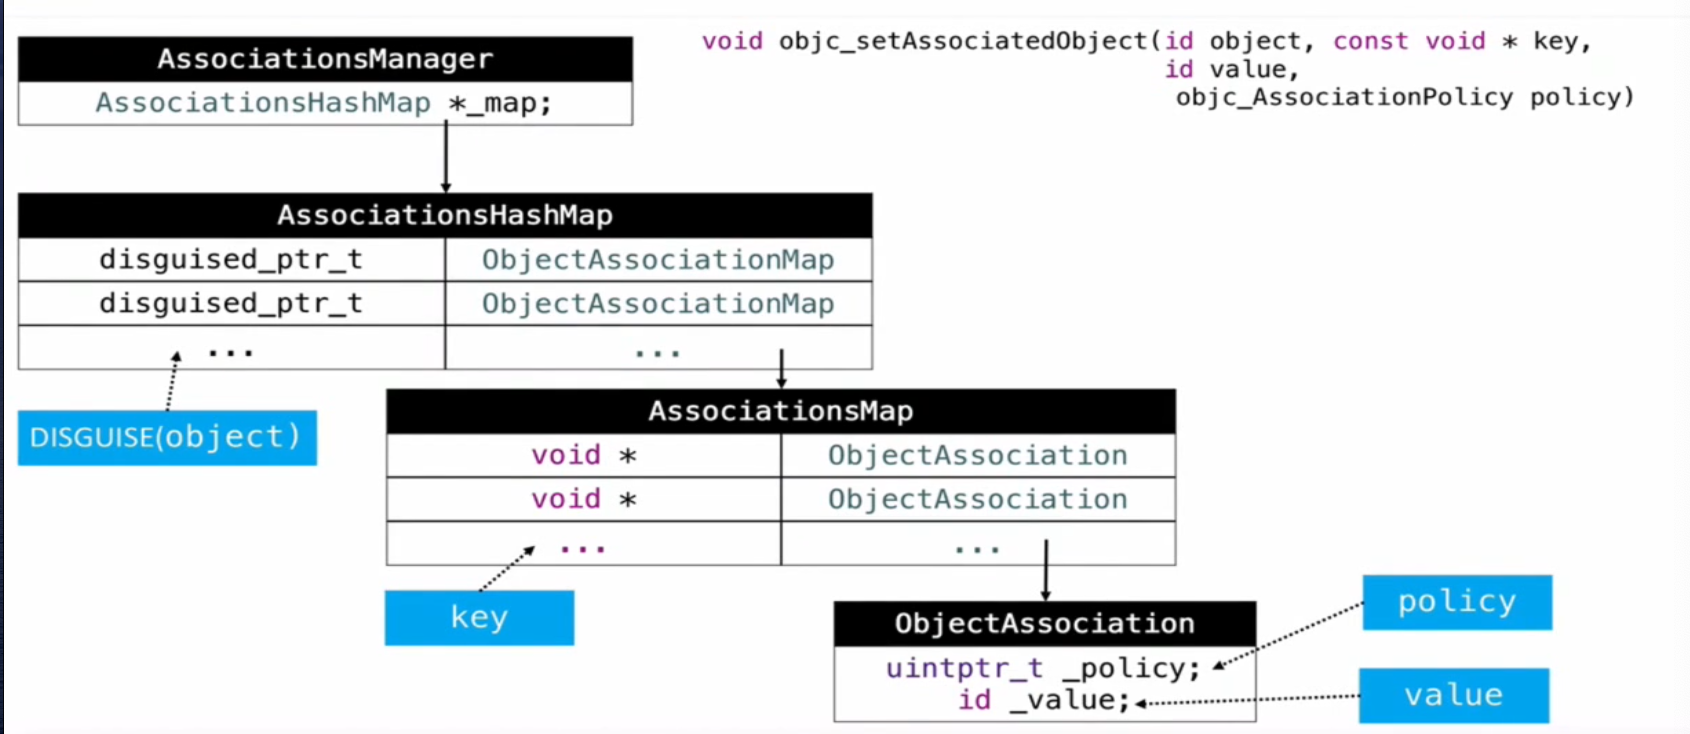 void objc_setAssociatedObject(id object, const void * key,
id value,
objc_AssociationPolicy policy)
AssociationsManager
AssociationsHashMap *_map;
AssociationsHashMap
disguised_ptr_t ObjectAssociationMap
disguised_ptr_t ObjectAssociationMap
... ...
DISGUISE(object)
AssociationsMap
void * ObjectAssociation
void * ObjectAssociation
... ...
key
ObjectAssociation
uintptr_t _policy;
id _value;
policy
value